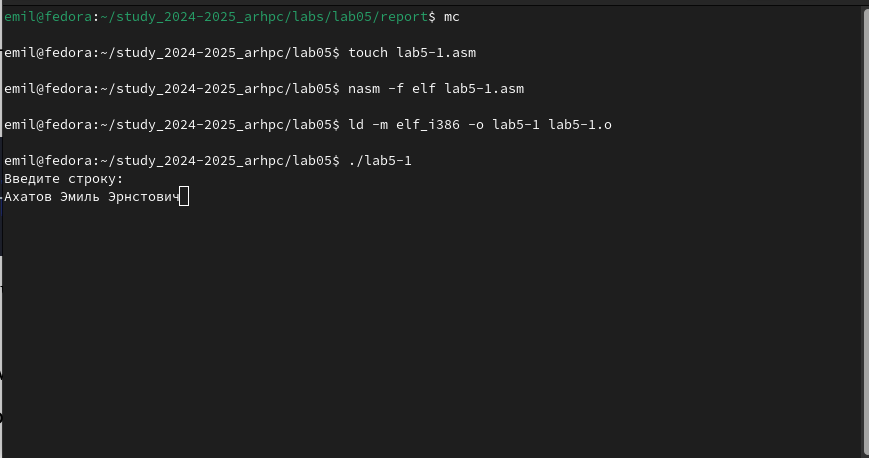 emil@fedora:~/study_2024-2025_arhpc/labs/lab05/report$ mc
emil@fedora:~/study_2024-2025_arhpc/lab05$ touch lab5-1.asm
emil@fedora:~/study_2024-2025_arhpc/lab05$ nasm -f elf lab5-1.asm
emil@fedora:~/study_2024-2025_arhpc/lab05$ ld -m elf_i386 -o lab5-1 lab5-1.o
emil@fedora:~/study_2024-2025_arhpc/lab05$ ./lab5-1
Введите строку:
Ахатов Эмиль Эрнстович